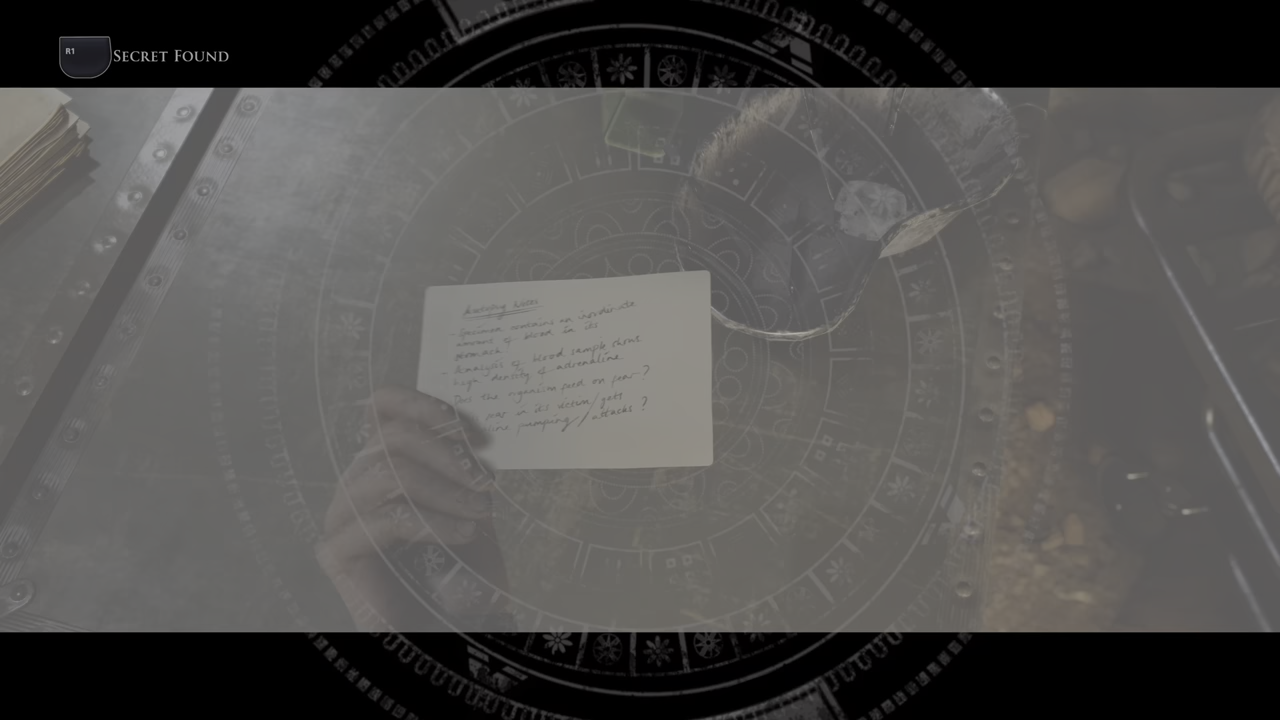 R1
SECRET FOUND
Autopsy Notes
- Specimen contains an inordinate
amount of blood in its
stomach
- Analysis of blood sample show
high density of adrenaline.
Does the organism feed on fear?
in its victim/gets
pumping/attacks?